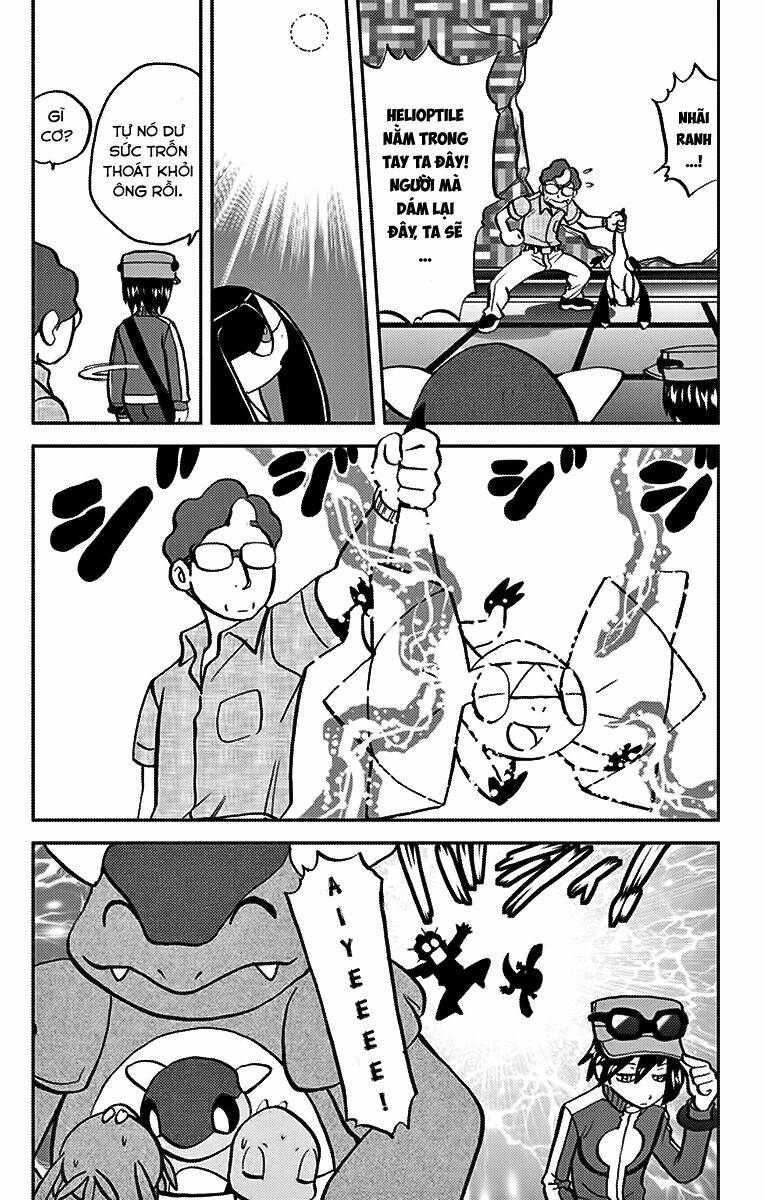 NHÃI
RANH
...!
HELIOPTILE
NẰM TRONG
TAY TA ĐÂY!
NGƯỜI MÀ
DÁM LẠI
ĐÂY, TA SẼ
...
TỰ NÓ DƯ
SỨC TRỐN
THOÁT KHỎI
ÔNG RỒI.
GÌ
CƠ?
AIYEEEE!